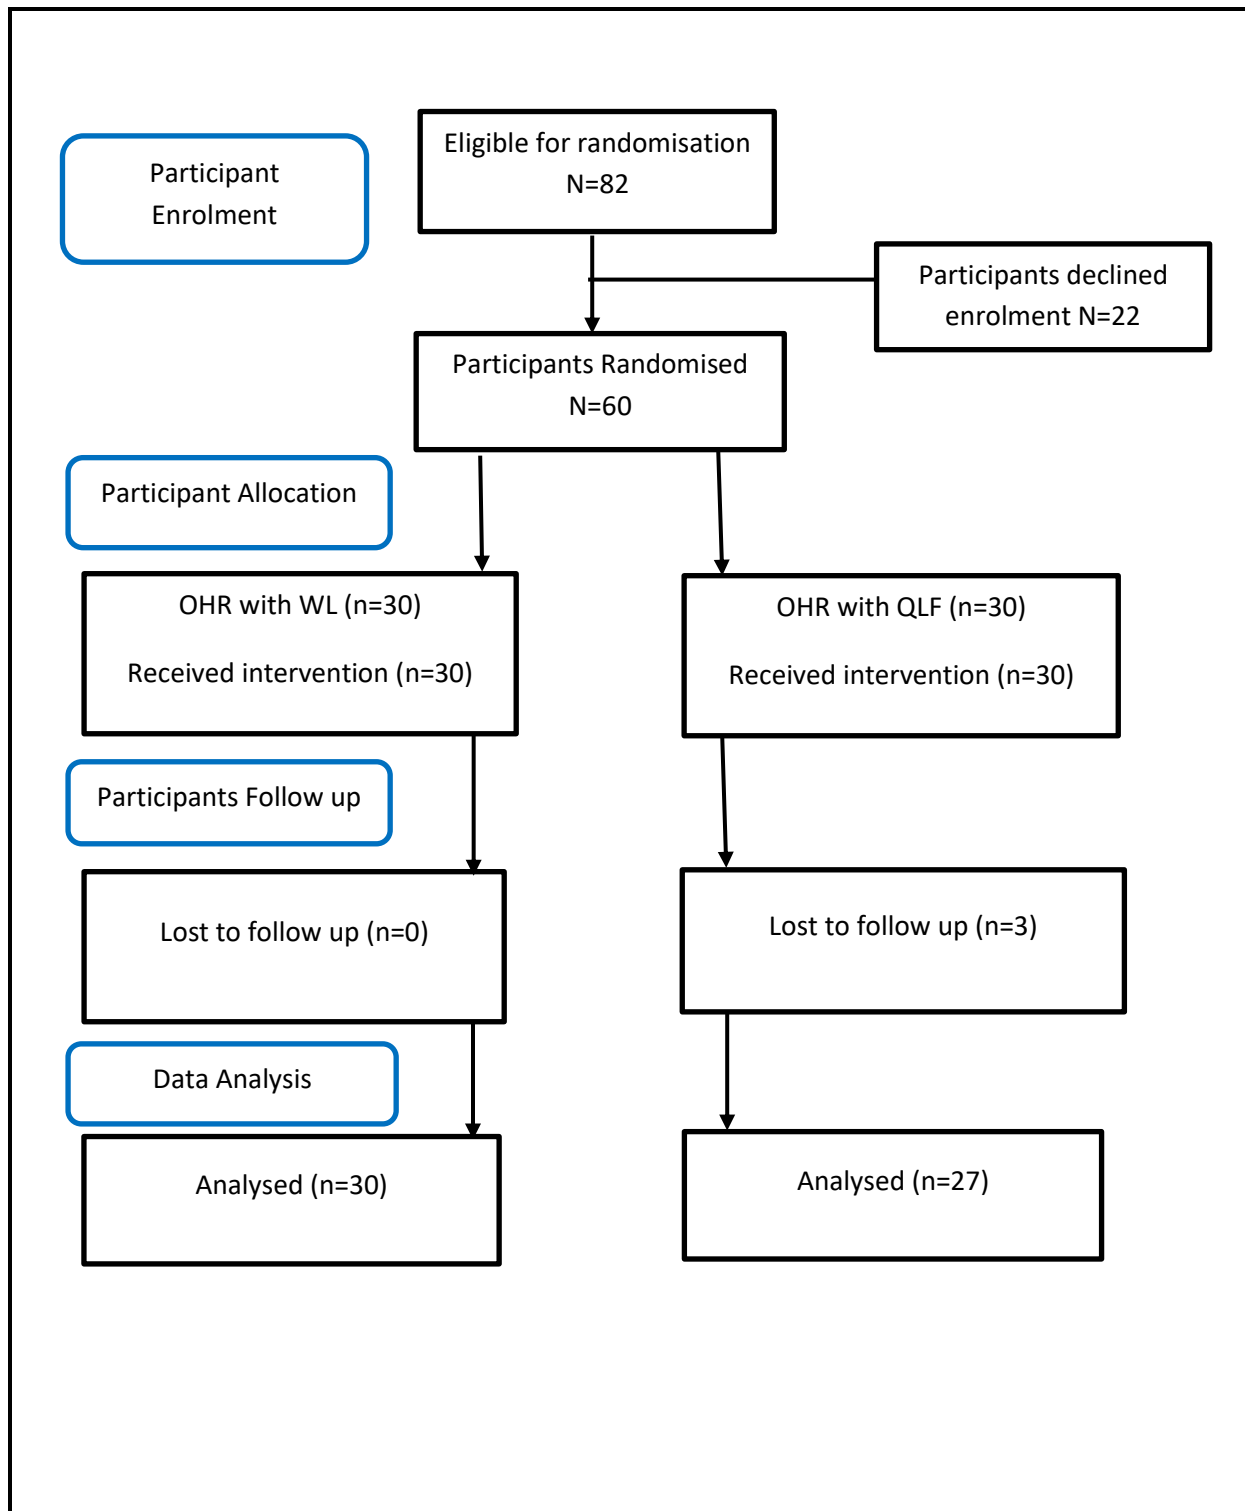 Participant
Enrolment
Eligible for randomisation
N=82
Participants declined
enrolment N=22
Participants Randomised
N=60
Participant Allocation
OHR with WL (n=30)
Received intervention (n=30)
OHR with QLF (n=30)
Received intervention (n=30)
Participants Follow up
Lost to follow up (n=0)
Lost to follow up (n=3)
Data Analysis
Analysed (n=30)
Analysed (n=27)